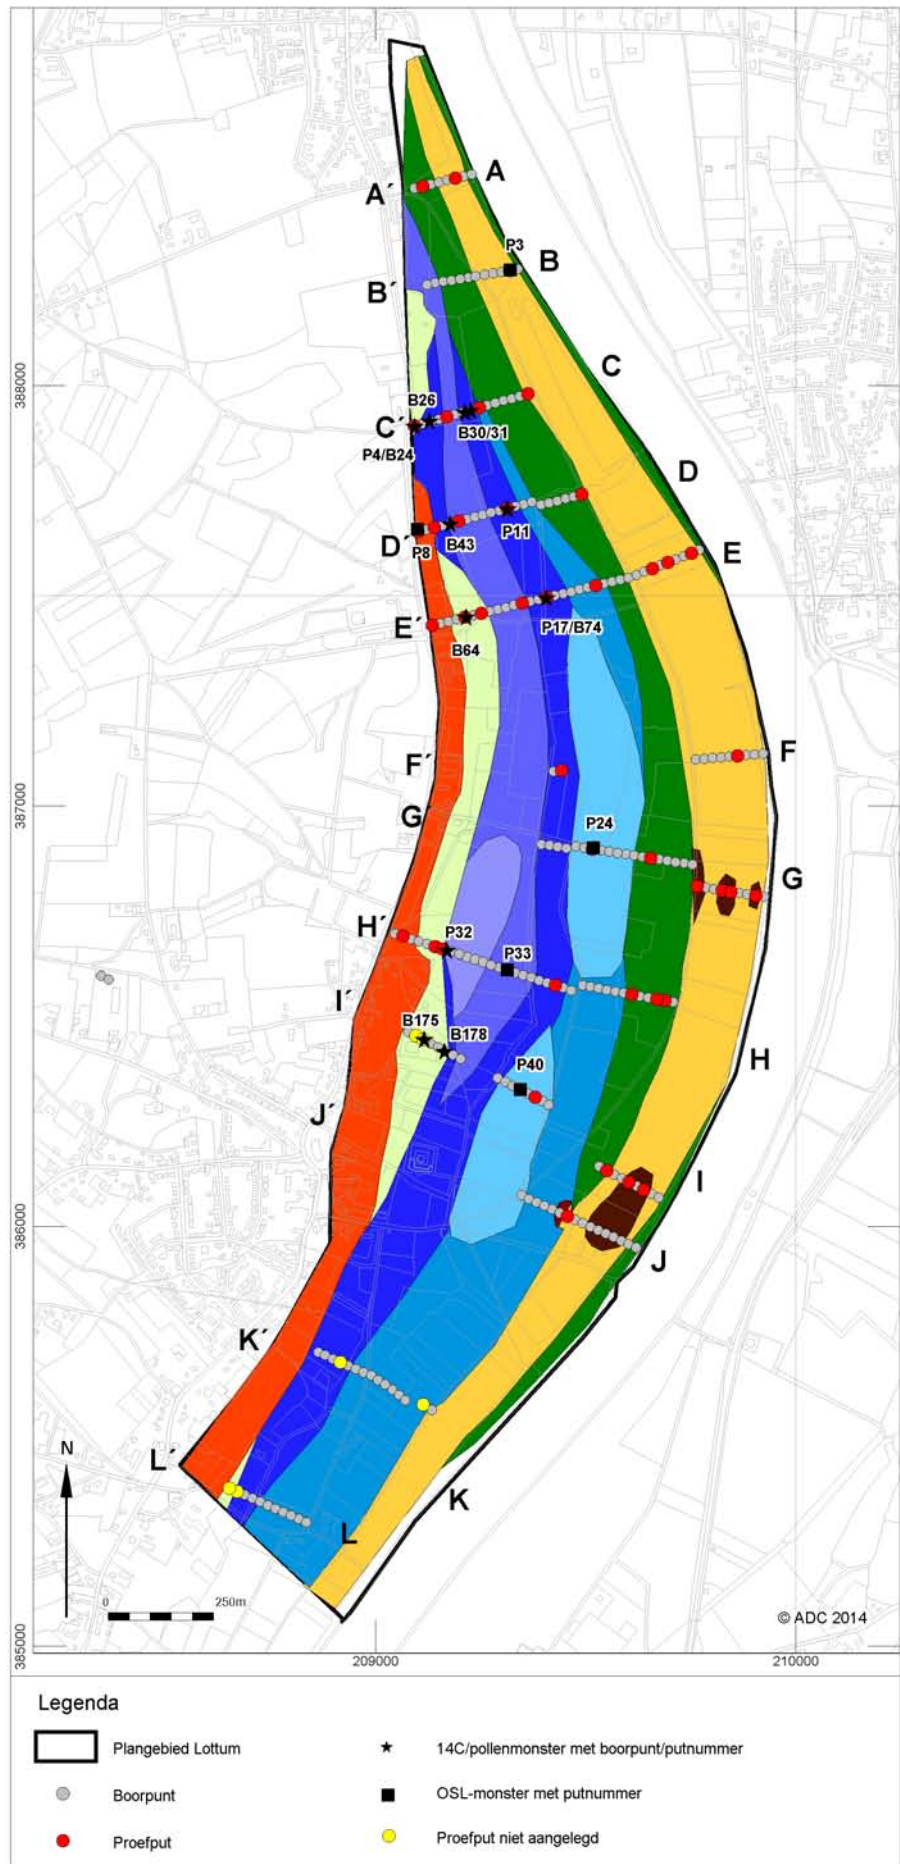 A
A´
P3
B
B´
388000
C
B26
C´
B30/31
P4/B24
D
P11
D´
B43
P8
E
E´
P17/B74
B64
F
F´
387000
G´
P24
G
H´
P32
P33
I´
B175
B178
H
P40
J´
I
386000
J
K´
N
L´
K
L
0 250m
© ADC 2014
385000
209000 210000
Legenda
Plangebied Lottum
14C/pollenmonster met boorpunt/putnummer
Boorpunt
OSL-monster met putnummer
Proefput
Proefput niet aangelegd